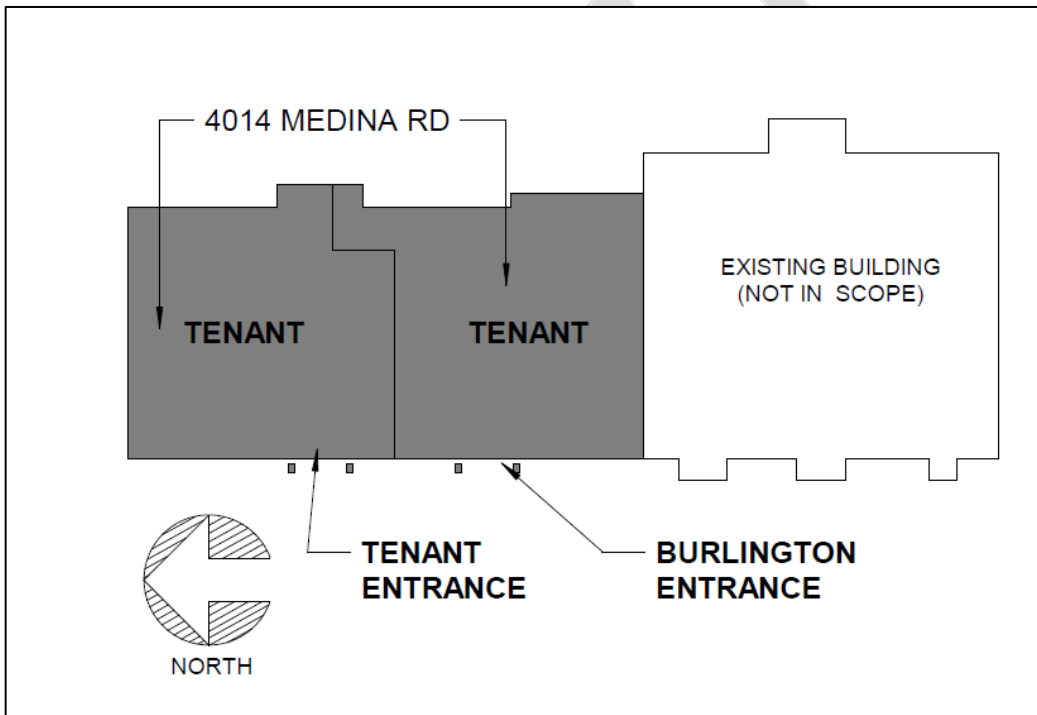 4014 MEDINA RD
EXISTING BUILDING
(NOT IN SCOPE)
TENANT
TENANT
TENANT
ENTRANCE
BURLINGTON
ENTRANCE
NORTH